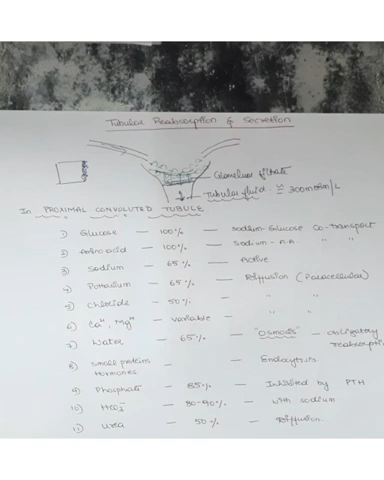 Tubular Reabsorption & Secretion
Glomerular filtrate
Tubular fluid ≃ 300mosm/L
In PROXIMAL CONVOLUTED TUBULE
1) Glucose — 100% — Sodium-Glucose Co-Transport
2) Amino acid — 100% — Sodium - A.A. " "
3) Sodium — 65% — Active
4) Potassium — 65% — Diffusion (Paracellular)
5) Chloride — 50% — " "
6) Ca⁺⁺, Mg⁺⁺ — variable — " "
7) Water — 65% — "Osmosis" — obligatory reabsorption
8) Small proteins — — Endocytosis.
Hormones
9) Phosphate — 85% — Inhibited by PTH
10) HCO₃⁻ — 80-90% — with sodium
11) Urea — 50% — Diffusion.